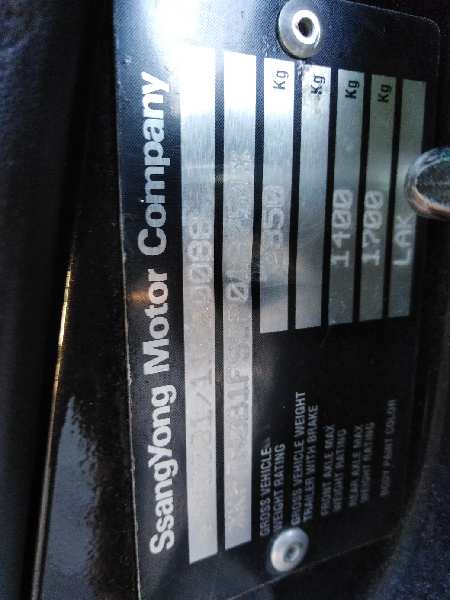 SsangYong Motor Company
GROSS VEHICLE
WEIGHT RATING
Kg
GROSS VEHICLE WEIGHT
TRAILER WITH BRAKE
Kg
FRONT AXLE MAX
WEIGHT RATING
1400 Kg
REAR AXLE MAX
WEIGHT RATING
1700 Kg
BODY PAINT COLOR
LAK